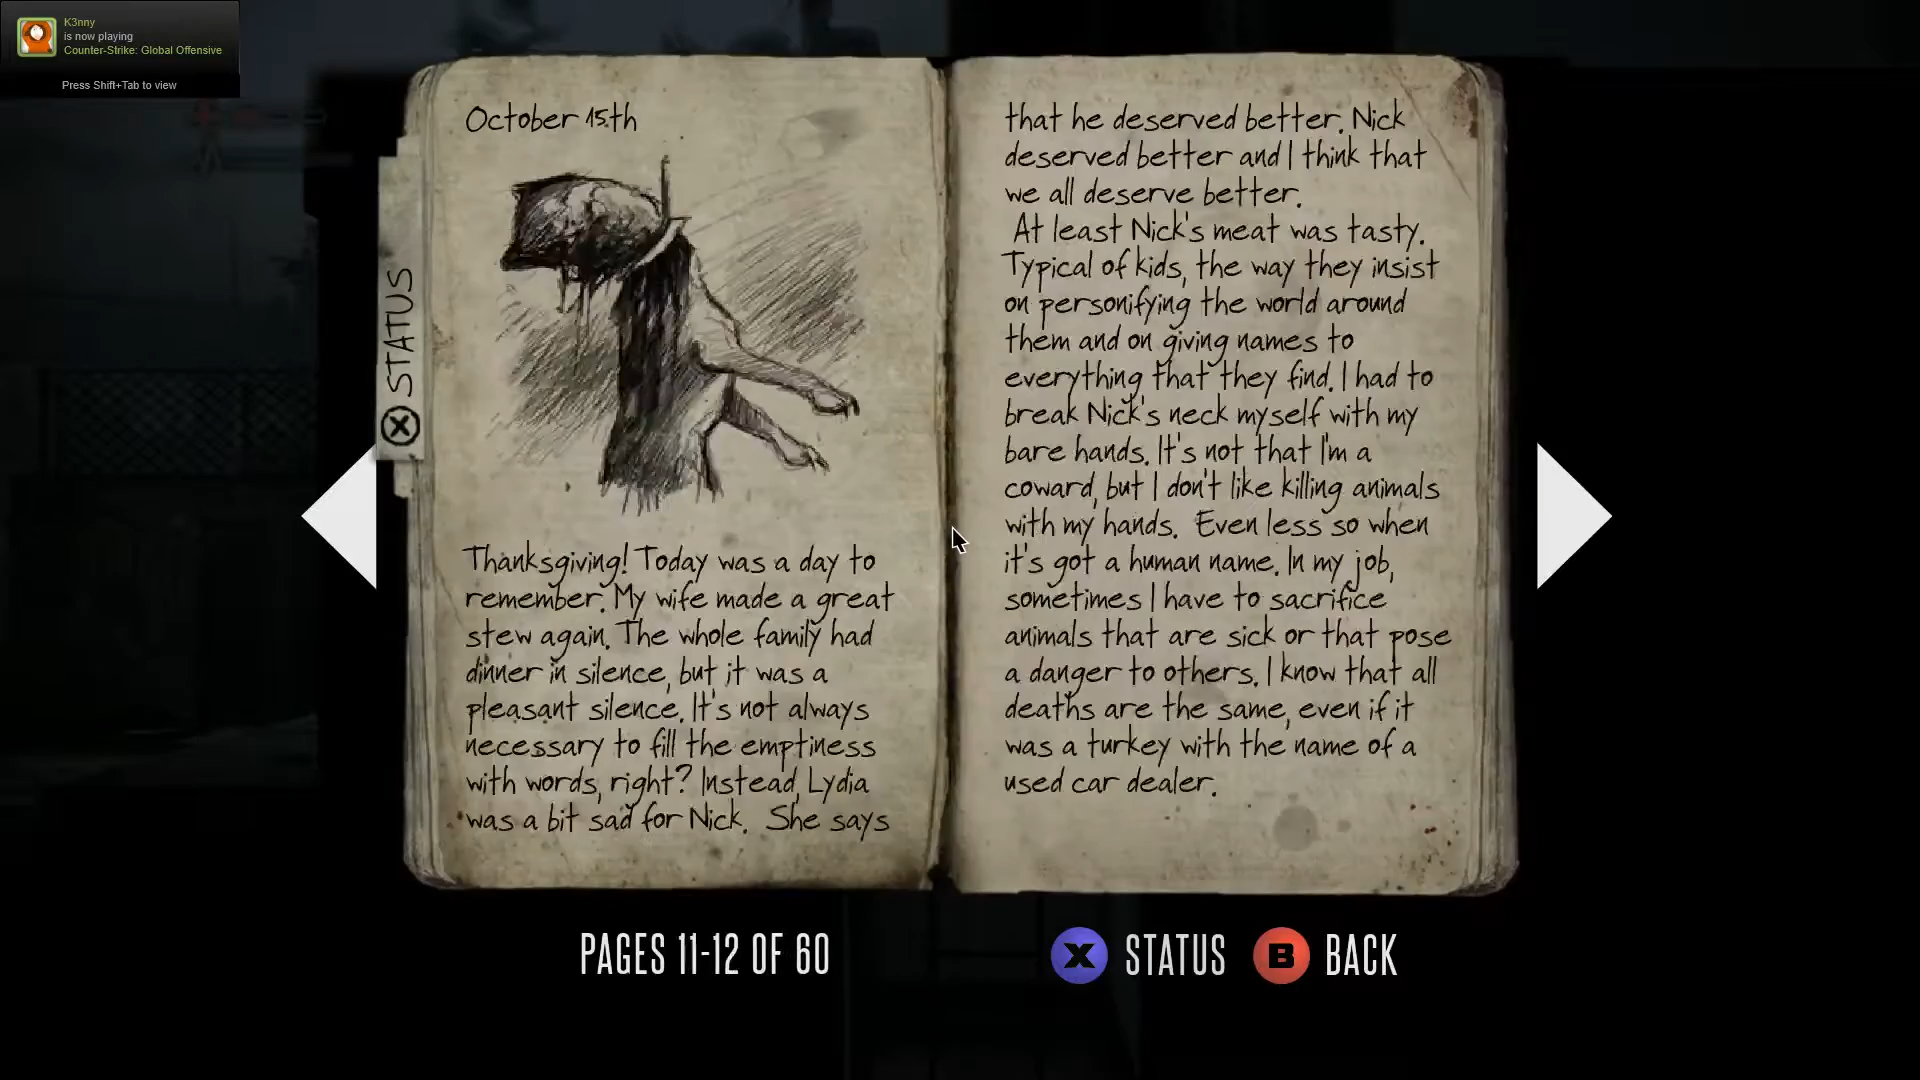 K3nny
is now playing
Counter-Strike: Global Offensive
Press Shift+Tab to view
STATUS
October 15th
Thanksgiving! Today was a day to
remember. My wife made a great
stew again. The whole family had
dinner in silence, but it was a
pleasant silence. It's not always
necessary to fill the emptiness
with words, right? Instead, Lydia
was a bit sad for Nick. She says
that he deserved better. Nick
deserved better and I think that
we all deserve better.
At least Nick's meat was tasty.
Typical of kids, the way they insist
on personifying the world around
them and on giving names to
everything that they find. I had to
break Nick's neck myself with my
bare hands. It's not that I'm a
coward, but I don't like killing animals
with my hands. Even less so when
it's got a human name. In my job,
sometimes I have to sacrifice
animals that are sick or that pose
a danger to others. I know that all
deaths are the same, even if it
was a turkey with the name of a
used car dealer.
PAGES 11-12 OF 60
X STATUS B BACK